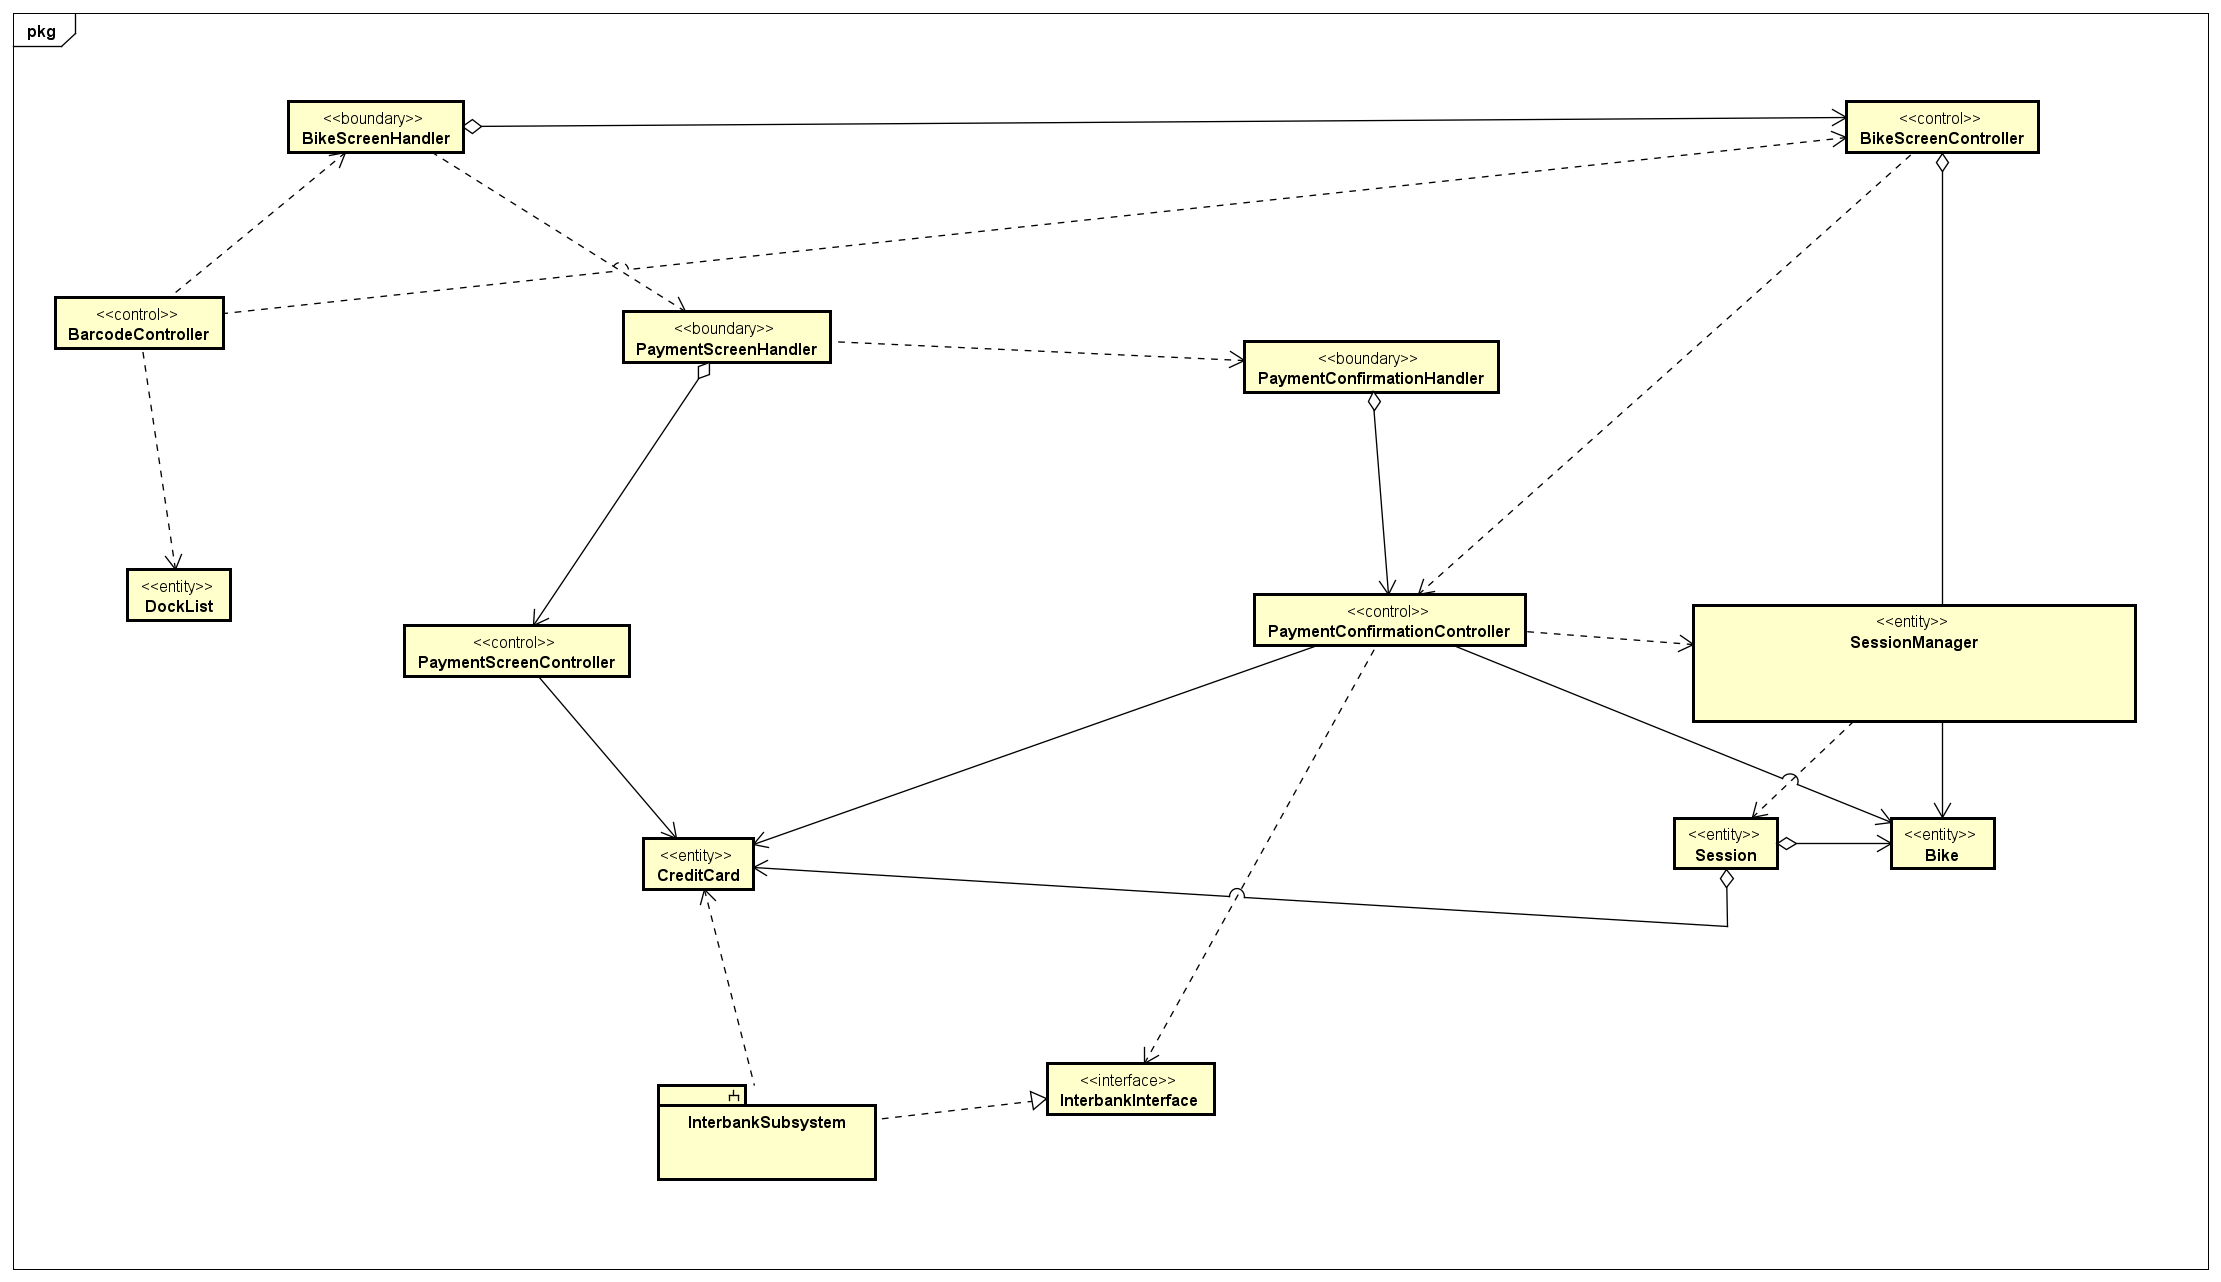 pkg
<<boundary>>
BikeScreenHandler
<<control>>
BikeScreenController
<<control>>
BarcodeController
<<boundary>>
PaymentScreenHandler
<<boundary>>
PaymentConfirmationHandler
<<entity>>
DockList
<<control>>
PaymentScreenController
<<control>>
PaymentConfirmationController
<<entity>>
SessionManager
<<entity>>
CreditCard
<<entity>>
Session
<<entity>>
Bike
<<interface>>
InterbankInterface
InterbankSubsystem